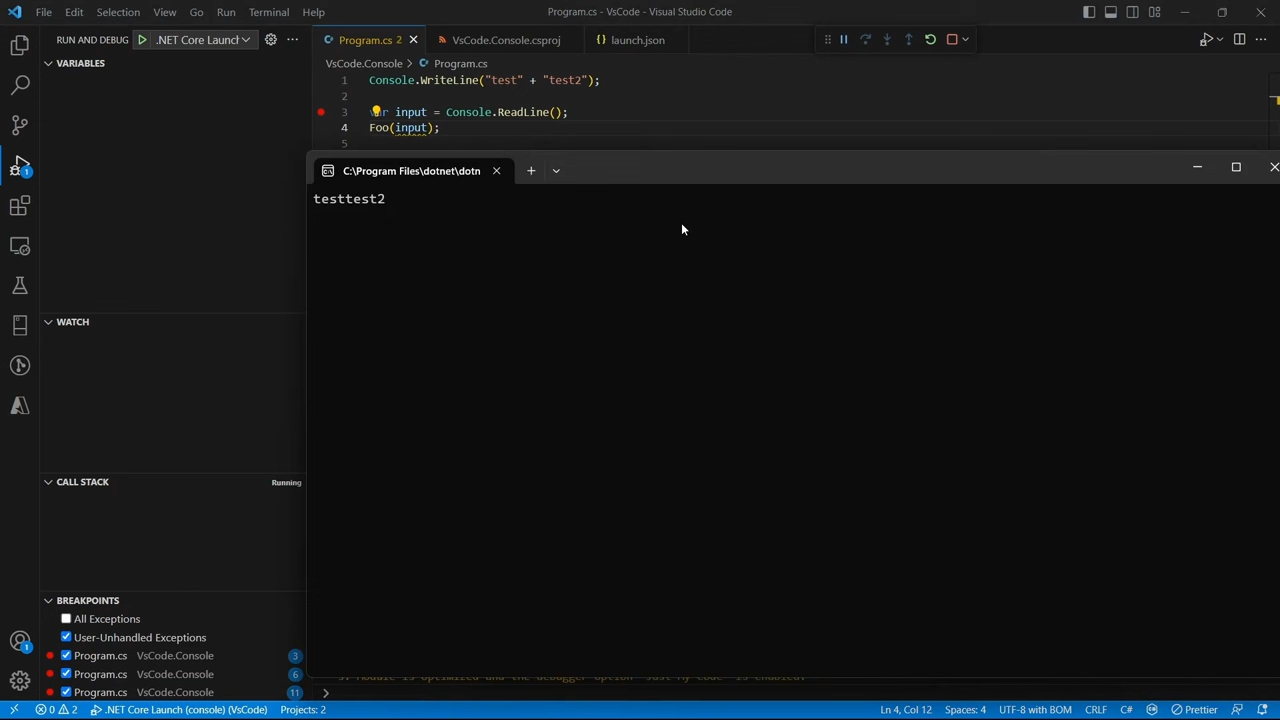 File Edit Selection View Go Run Terminal Help
Program.cs - VsCode - Visual Studio Code
RUN AND DEBUG .NET Core Launch
Program.cs 2 VsCode.Console.csproj launch.json
VARIABLES
VsCode.Console > Program.cs
1 Console.WriteLine("test" + "test2");
2
3 var input = Console.ReadLine();
4 Foo(input);
5
C:\Program Files\dotnet\dotn
testtest2
WATCH
CALL STACK Running
BREAKPOINTS
All Exceptions
User-Unhandled Exceptions
Program.cs VsCode.Console 3
Program.cs VsCode.Console 6
Program.cs VsCode.Console 11
1
1
0 2 .NET Core Launch (console) (VsCode) Projects: 2 Ln 4, Col 12 Spaces: 4 UTF-8 with BOM CRLF C# Prettier